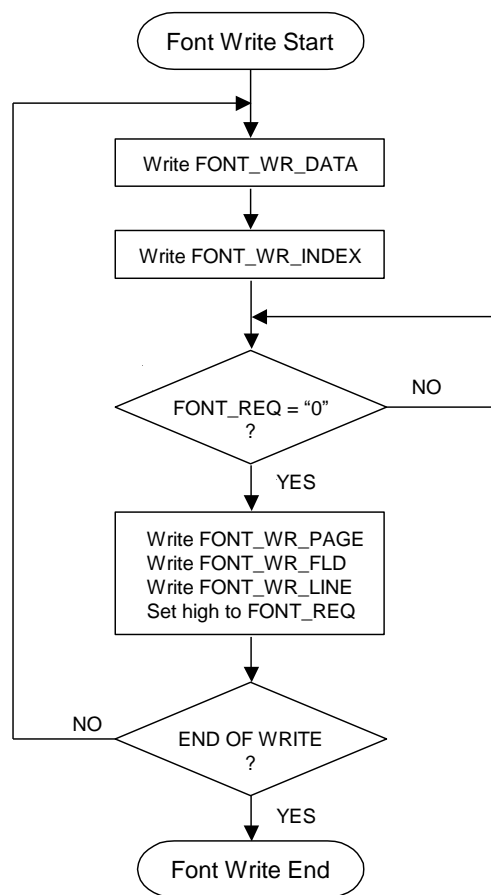 Font Write Start
Write FONT_WR_DATA
Write FONT_WR_INDEX
FONT_REQ = “0”
?
NO
YES
Write FONT_WR_PAGE
Write FONT_WR_FLD
Write FONT_WR_LINE
Set high to FONT_REQ
NO
END OF WRITE
?
YES
Font Write End